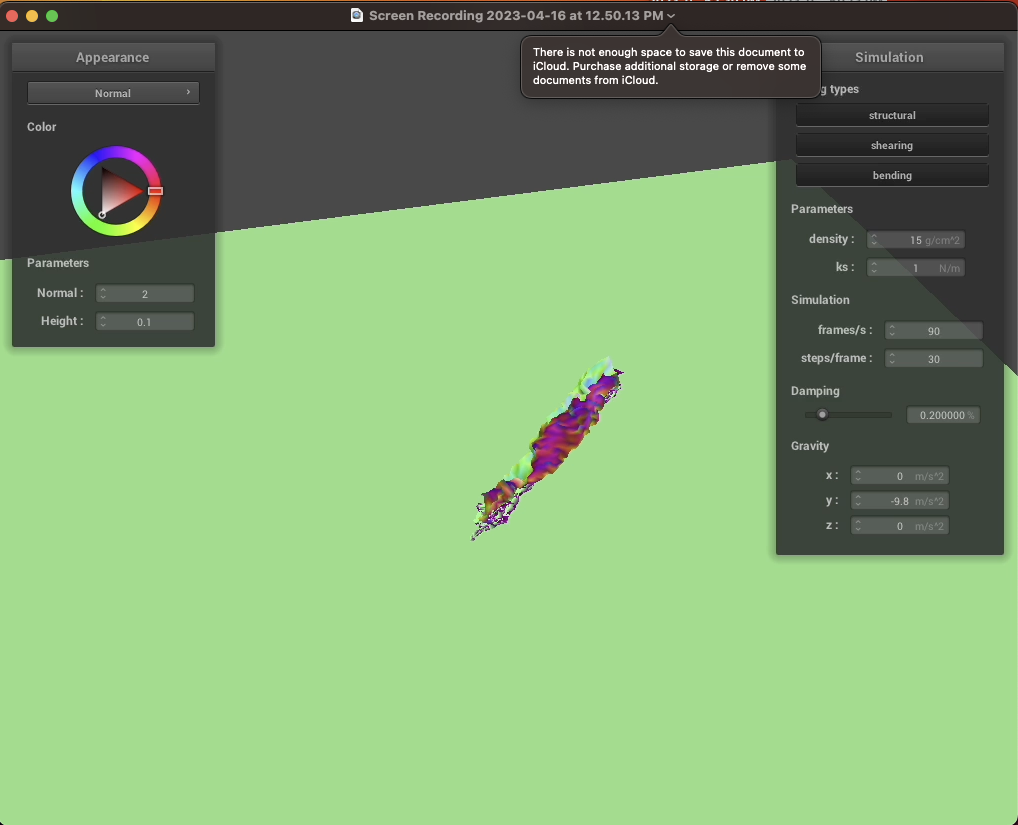 Screen Recording 2023-04-16 at 12.50.13 PM
There is not enough space to save this document to
iCloud. Purchase additional storage or remove some
documents from iCloud.
Appearance
Normal
Color
Parameters
Normal : 2
Height : 0.1
Simulation
types
structural
shearing
bending
Parameters
density : 15 g/cm^2
ks : 1 N/m
Simulation
frames/s : 90
steps/frame : 30
Damping
0.200000 %
Gravity
x : 0 m/s^2
y : -9.8 m/s^2
z : 0 m/s^2